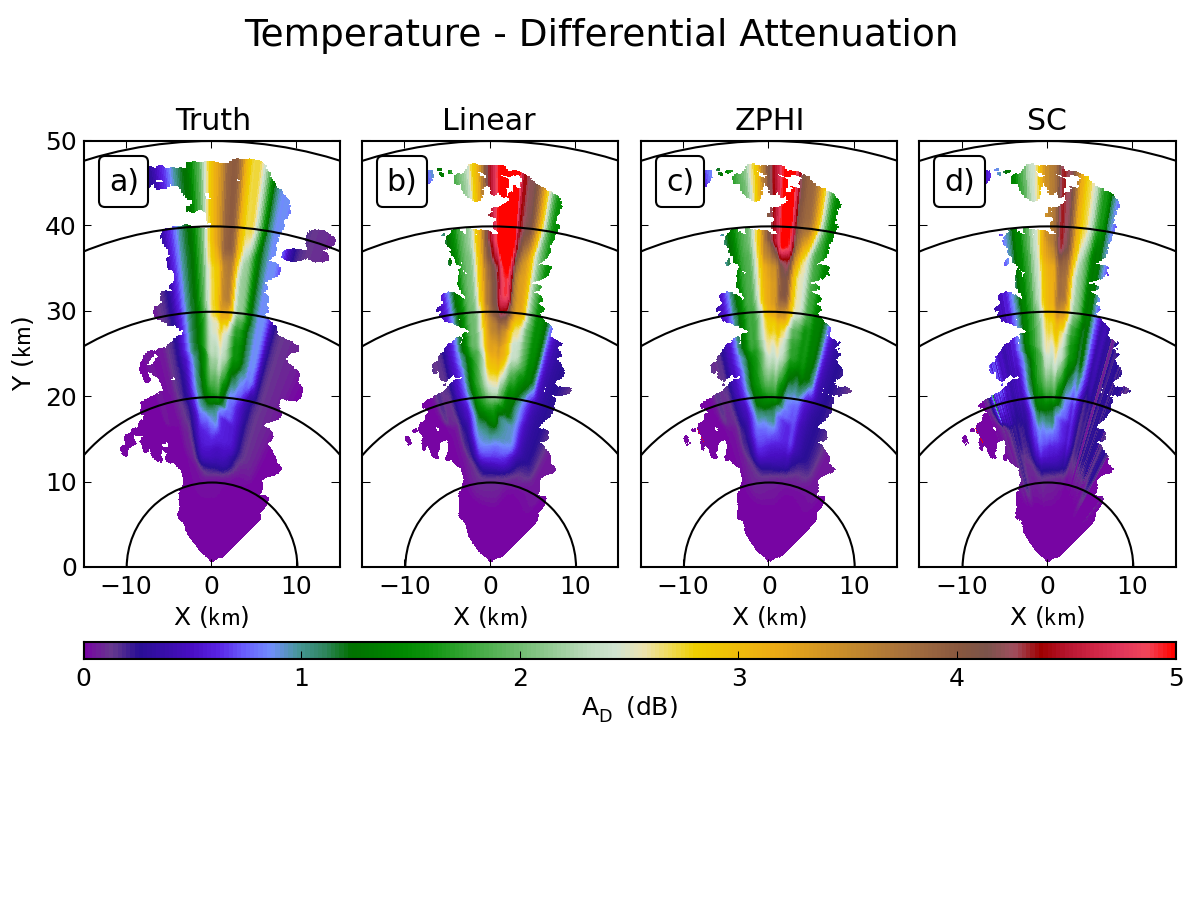 Temperature - Differential Attenuation
Truth Linear ZPHI SC
a) b) c) d)
50
40
30
20
10
0
Y (km)
−10 0 10 −10 0 10 −10 0 10 −10 0 10
X (km) X (km) X (km) X (km)
0 1 2 3 4 5
A_D (dB)